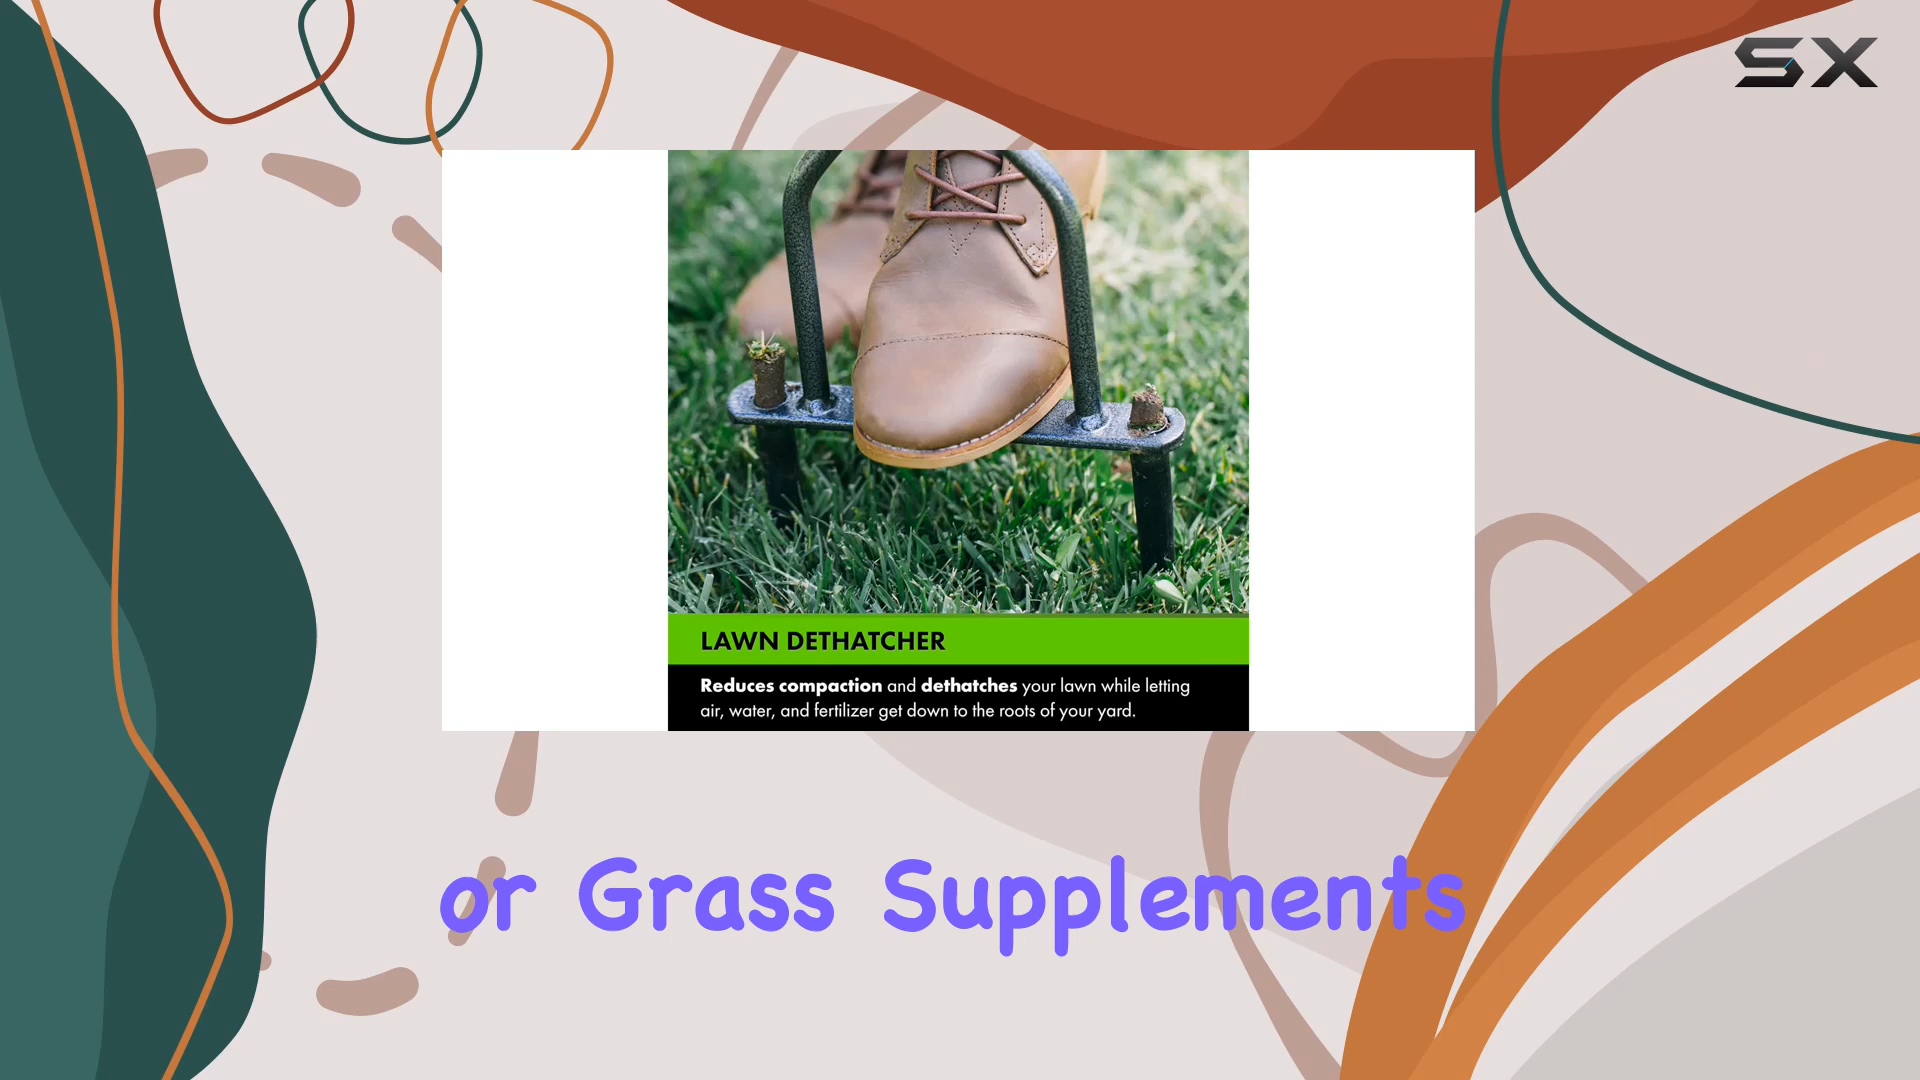 SX
LAWN DETHATCHER
Reduces compaction and dethatches your lawn while letting
air, water, and fertilizer get down to the roots of your yard.
or Grass Supplements